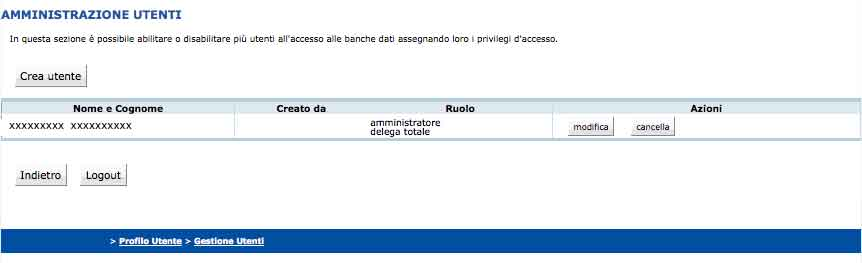 AMMINISTRAZIONE UTENTI
In questa sezione è possibile abilitare o disabilitare più utenti all'accesso alle banche dati assegnando loro i privilegi d'accesso.
Crea utente
Nome e Cognome Creato da Ruolo Azioni
xxxxxxxxx xxxxxxxxxx amministratore delega totale modifica cancella
Indietro Logout
> Profilo Utente > Gestione Utenti